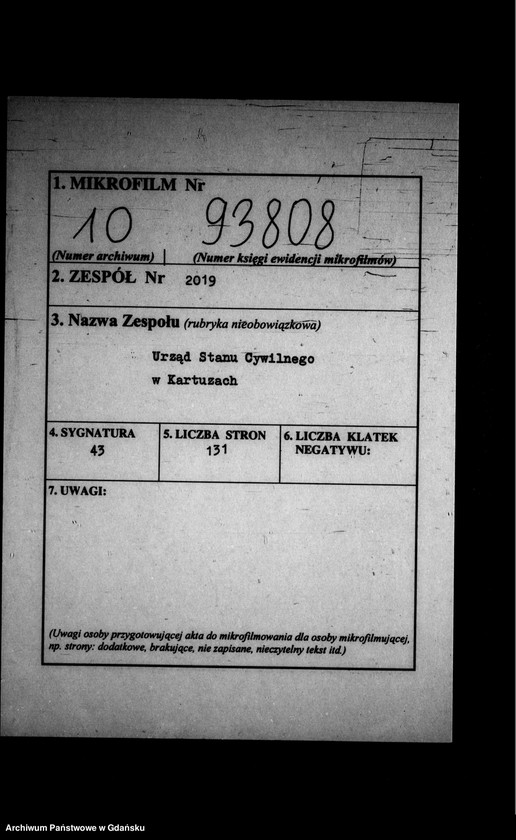 1. MIKROFILM Nr
10 93808
(Numer archiwum) | (Numer księgi ewidencji mikrofilmów)
2. ZESPÓŁ Nr 2019
3. Nazwa Zespołu (rubryka nieobowiązkowa)
Urząd Stanu Cywilnego
w Kartuzach
4. SYGNATURA
43
5. LICZBA STRON
131
6. LICZBA KLATEK
NEGATYWU:
7. UWAGI:
(Uwagi osoby przygotowującej akta do mikrofilmowania dla osoby mikrofilmującej,
np. strony: dodatkowe, brakujące, nie zapisane, nieczytelny tekst itd.)
Archiwum Państwowe w Gdańsku